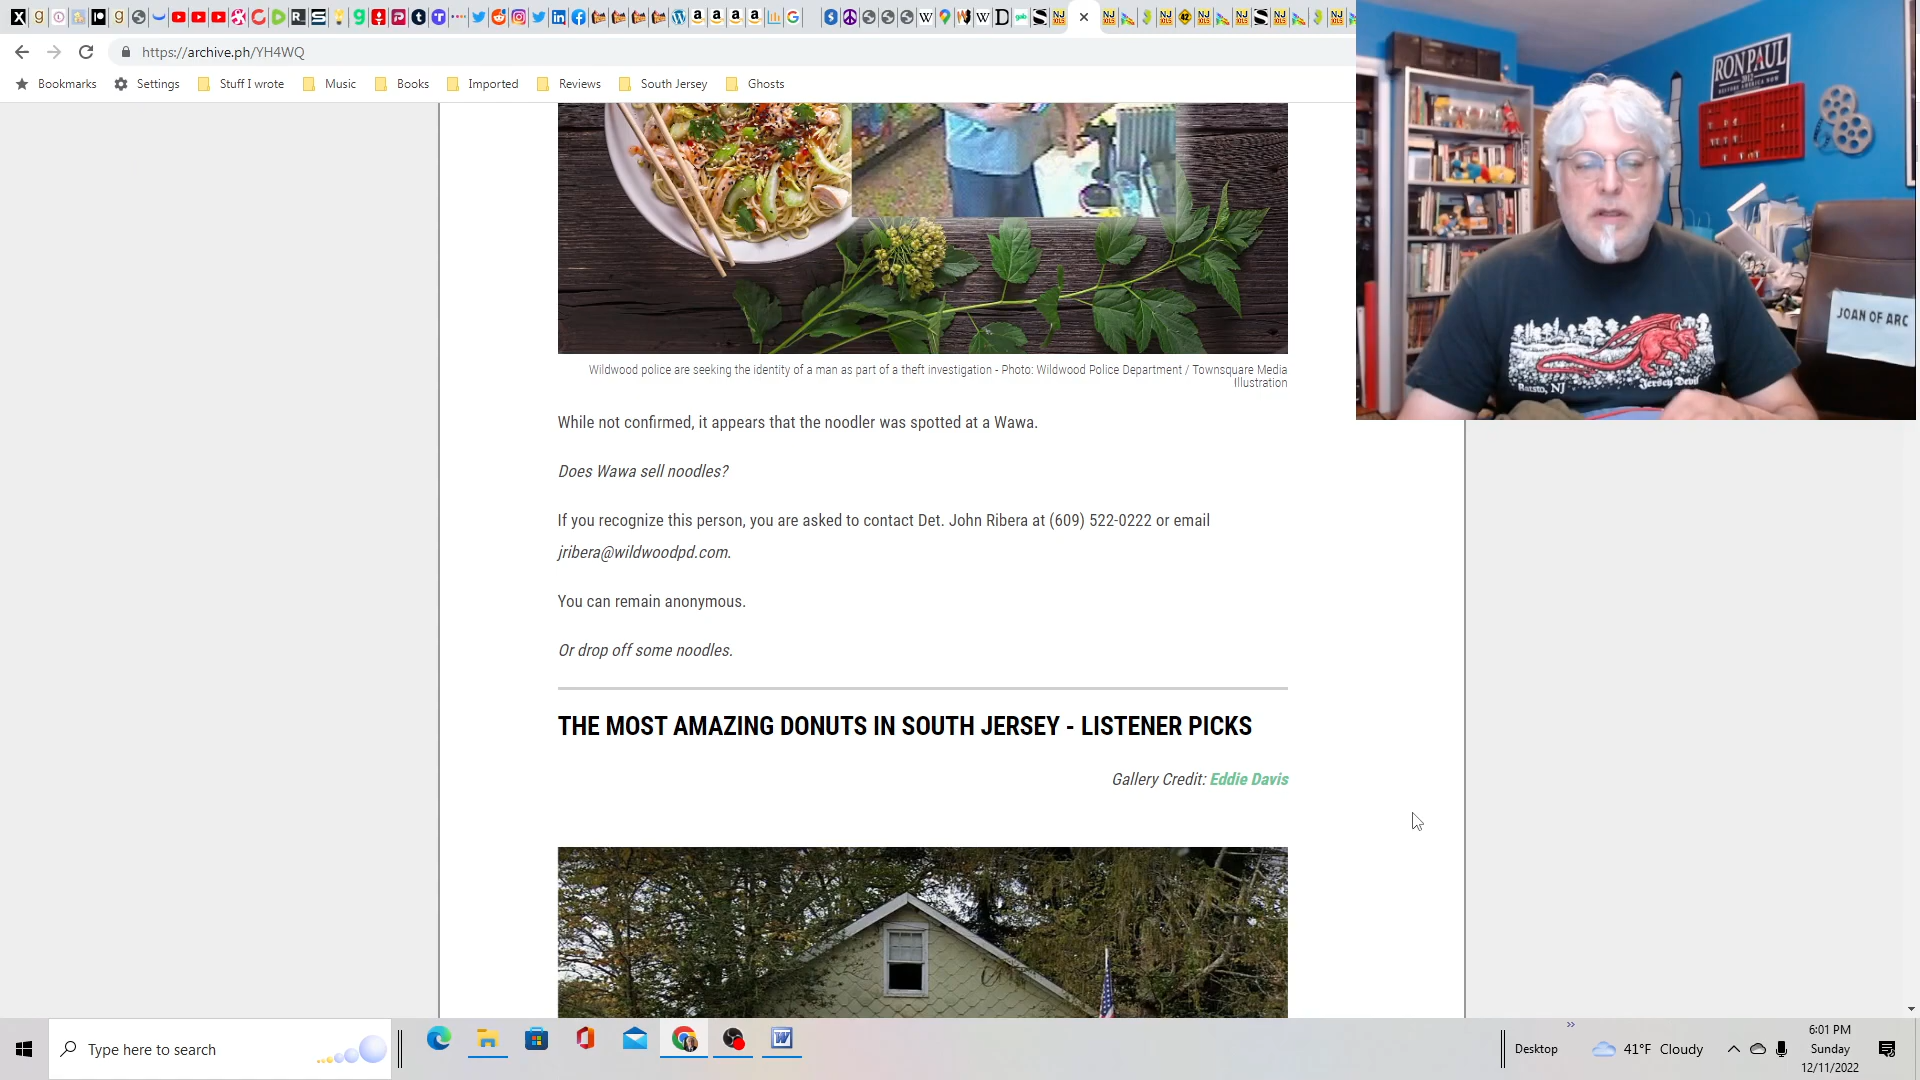 https://archive.ph/YH4WQ
Bookmarks Settings Stuff I wrote Music Books Imported Reviews South Jersey Ghosts
RON PAUL
2012
JOAN OF ARC
Batsto, NJ Jersey Devil
Wildwood police are seeking the identity of a man as part of a theft investigation - Photo: Wildwood Police Department / Townsquare Media
Illustration
While not confirmed, it appears that the noodler was spotted at a Wawa.
Does Wawa sell noodles?
If you recognize this person, you are asked to contact Det. John Ribera at (609) 522-0222 or email
jribera@wildwoodpd.com.
You can remain anonymous.
Or drop off some noodles.
THE MOST AMAZING DONUTS IN SOUTH JERSEY - LISTENER PICKS
Gallery Credit: Eddie Davis
Type here to search
Desktop
41°F Cloudy
6:01 PM
Sunday
12/11/2022